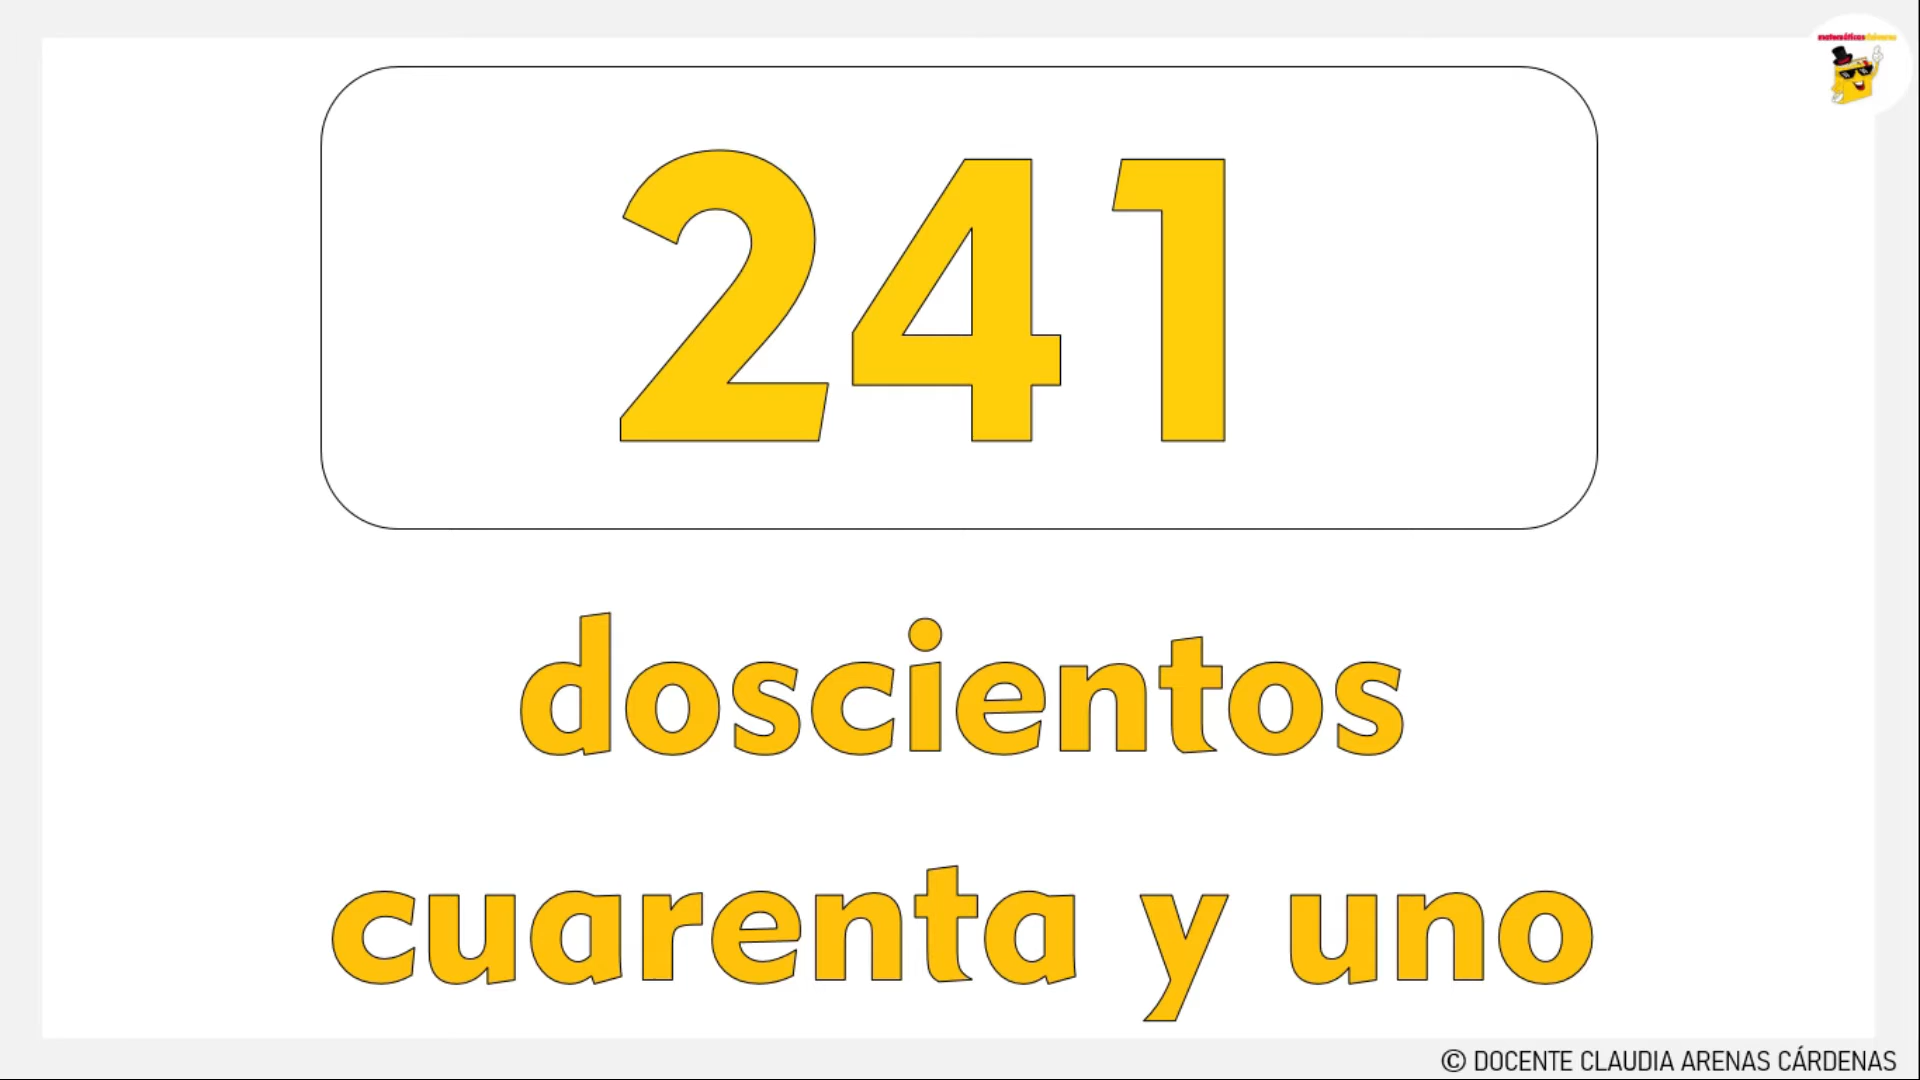 241
doscientos
cuarenta y uno
© DOCENTE CLAUDIA ARENAS CÁRDENAS